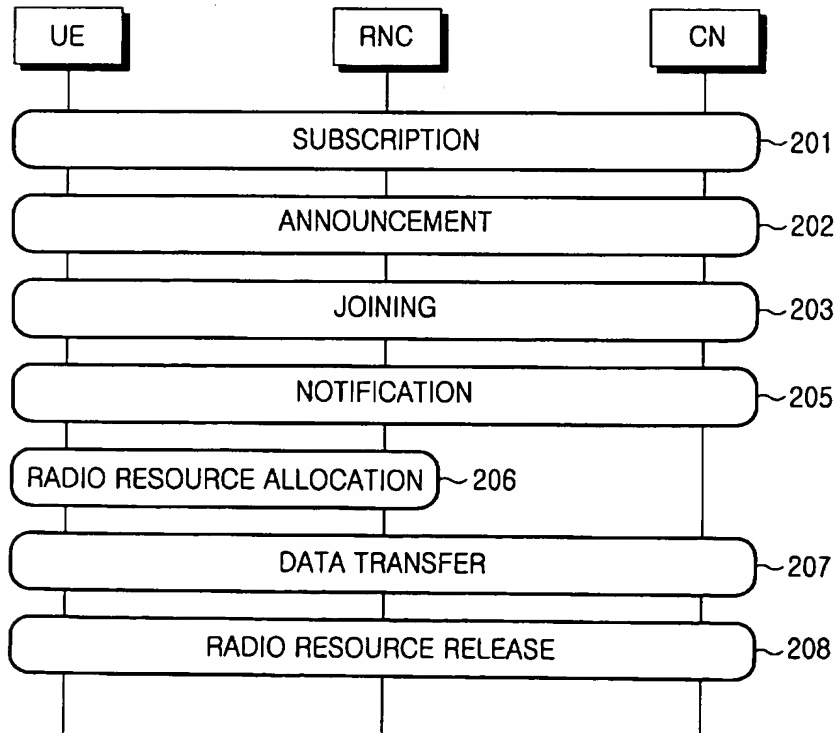 UE RNC CN
SUBSCRIPTION 201
ANNOUNCEMENT 202
JOINING 203
NOTIFICATION 205
RADIO RESOURCE ALLOCATION 206
DATA TRANSFER 207
RADIO RESOURCE RELEASE 208